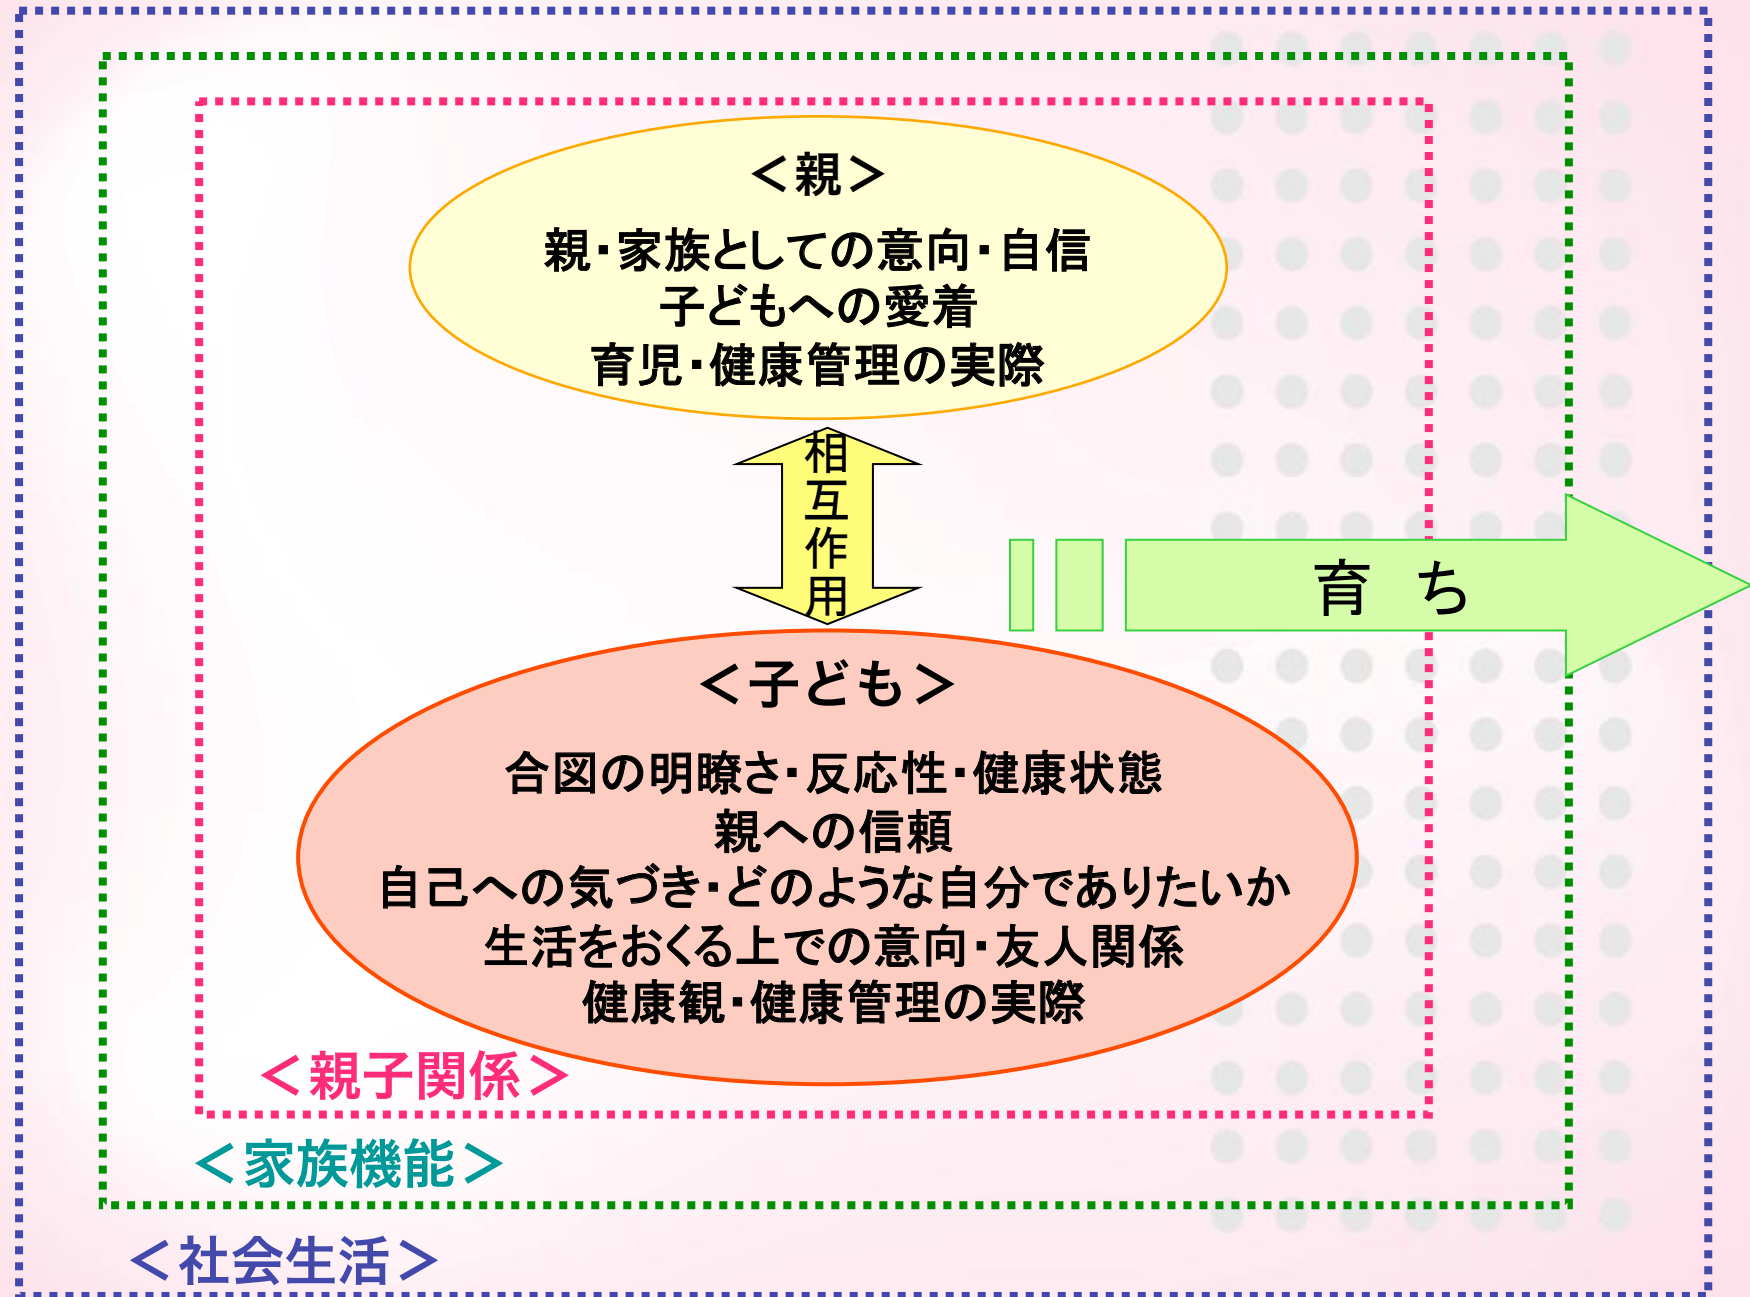 ＜親＞
親・家族としての意向・自信
子どもへの愛着
育児・健康管理の実際
相互作用
育 ち
＜子ども＞
合図の明瞭さ・反応性・健康状態
親への信頼
自己への気づき・どのような自分でありたいか
生活をおくる上での意向・友人関係
健康観・健康管理の実際
＜親子関係＞
＜家族機能＞
＜社会生活＞